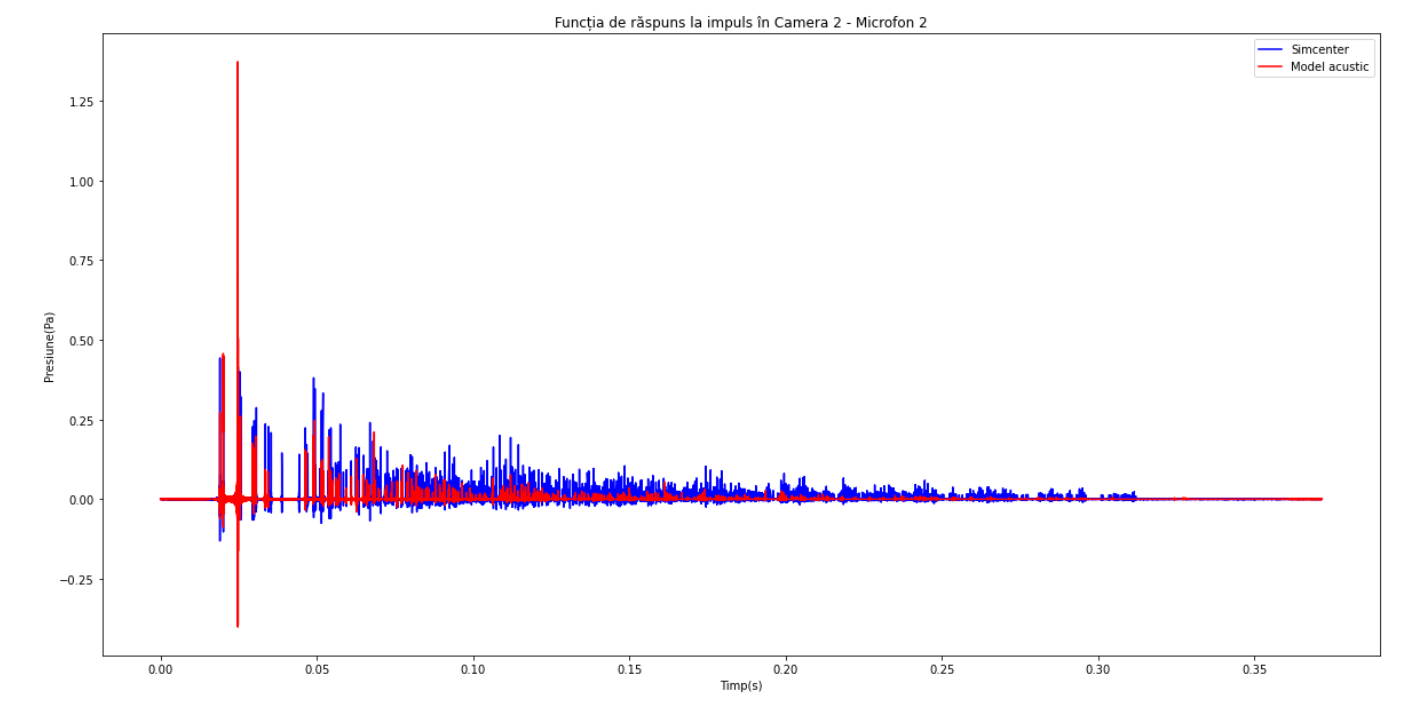 Funcția de răspuns la impuls în Camera 2 - Microfon 2
Simcenter
Model acustic
1.25
1.00
0.75
0.50
0.25
0.00
−0.25
Presiune(Pa)
0.00 0.05 0.10 0.15 0.20 0.25 0.30 0.35
Timp(s)